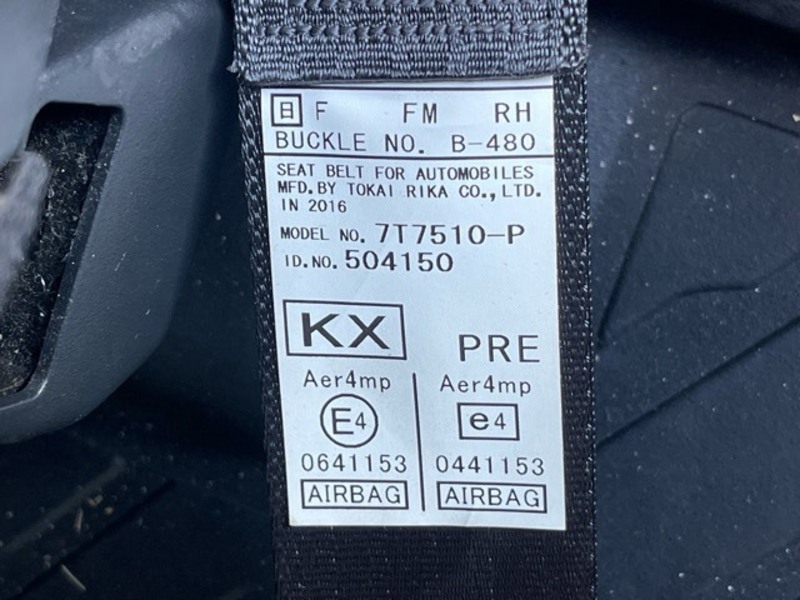 日 F FM RH
BUCKLE NO. B-480
SEAT BELT FOR AUTOMOBILES
MFD. BY TOKAI RIKA CO., LTD.
IN 2016
MODEL NO. 7T7510-P
ID. NO. 504150
KX PRE
Aer4mp Aer4mp
E4 e4
0641153 0441153
AIRBAG AIRBAG